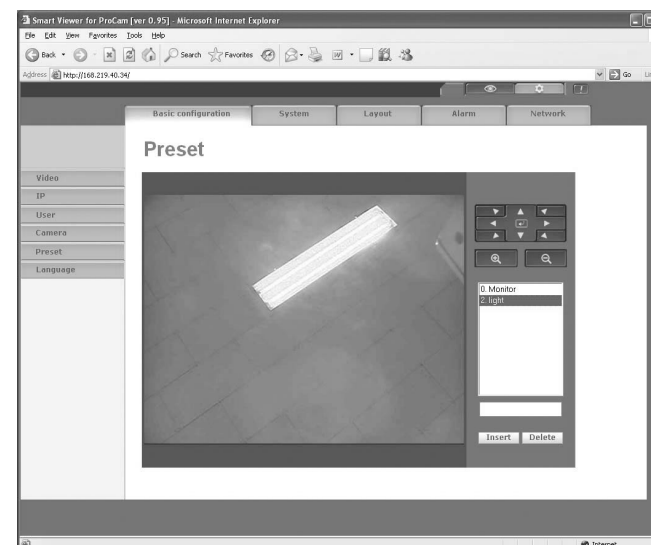 Smart Viewer for ProCam [ver 0.95] - Microsoft Internet Explorer
File Edit View Favorites Tools Help
Back Search Favorites
Address http://168.219.40.34/ Go
Basic configuration System Layout Alarm Network
Preset
Video
IP
User
Camera
Preset
Language
0. Monitor
2. light
Insert Delete
Internet